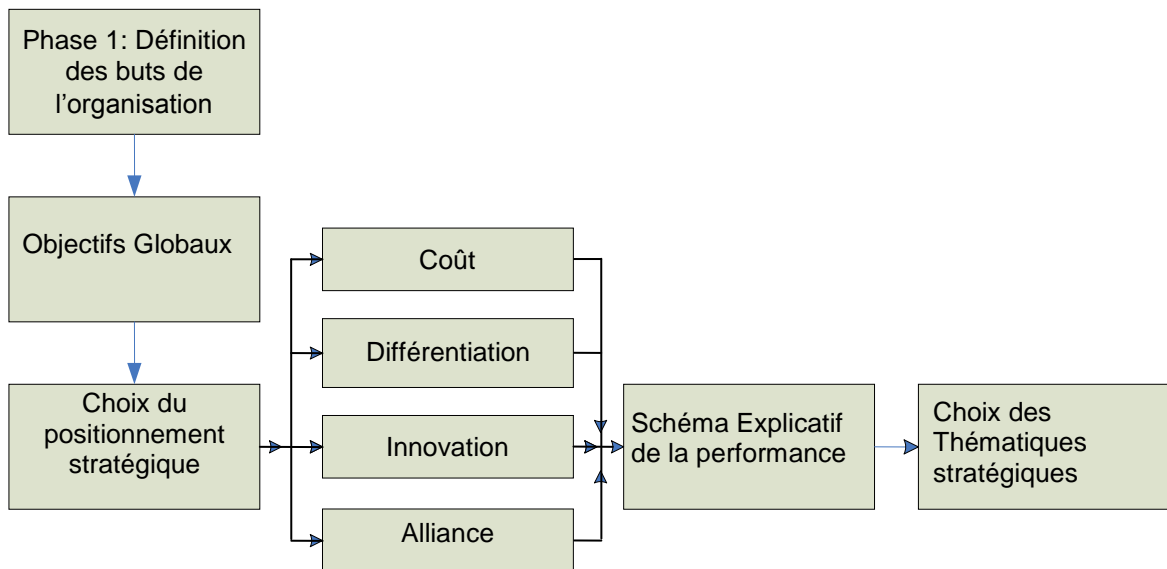 Phase 1: Définition
des buts de
l’organisation
Objectifs Globaux
Choix du
positionnement
stratégique
Coût
Différentiation
Innovation
Alliance
Schéma Explicatif
de la performance
Choix des
Thématiques
stratégiques